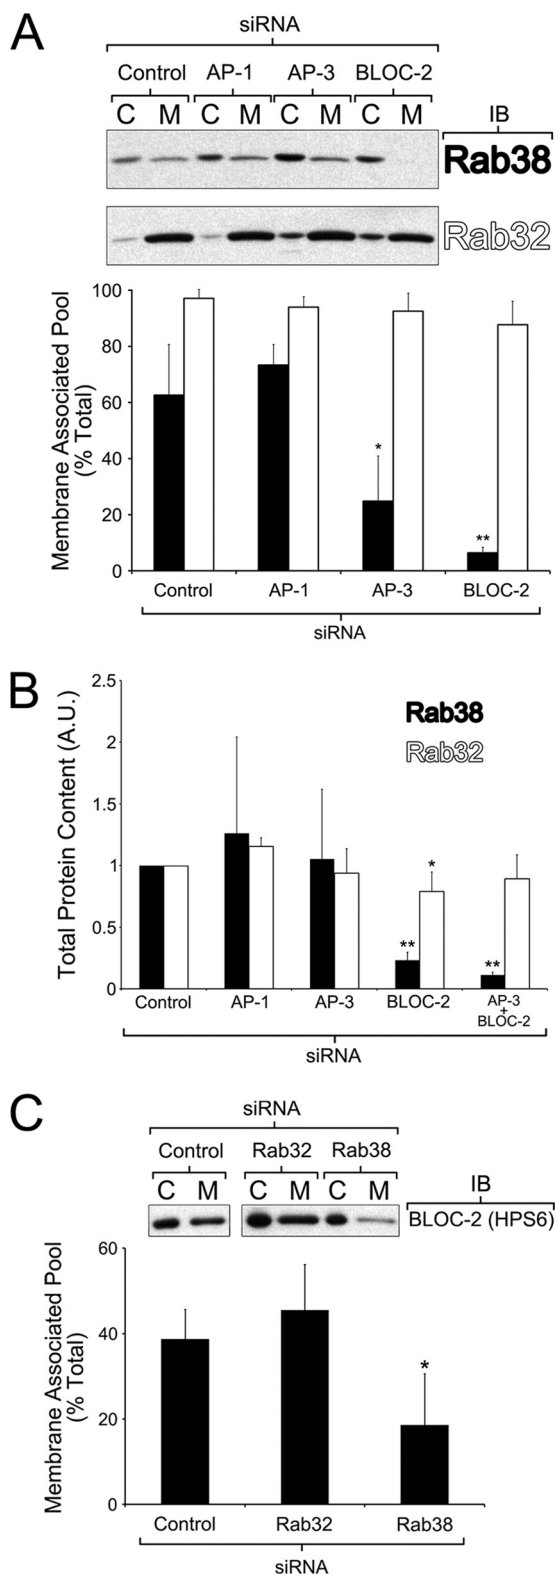 A
siRNA
Control AP-1 AP-3 BLOC-2
C M C M C M C M
IB
Rab38
Rab32
Membrane Associated Pool
(% Total)
100
80
60
40
20
0
*
**
Control AP-1 AP-3 BLOC-2
siRNA
B
Total Protein Content (A.U.)
2.5
2
1.5
1
0.5
0
Rab38
Rab32
**
*
**
Control AP-1 AP-3 BLOC-2 AP-3
+
BLOC-2
siRNA
C
siRNA
Control Rab32 Rab38
C M C M C M
IB
BLOC-2 (HPS6)
Membrane Associated Pool
(% Total)
60
40
20
0
*
Control Rab32 Rab38
siRNA